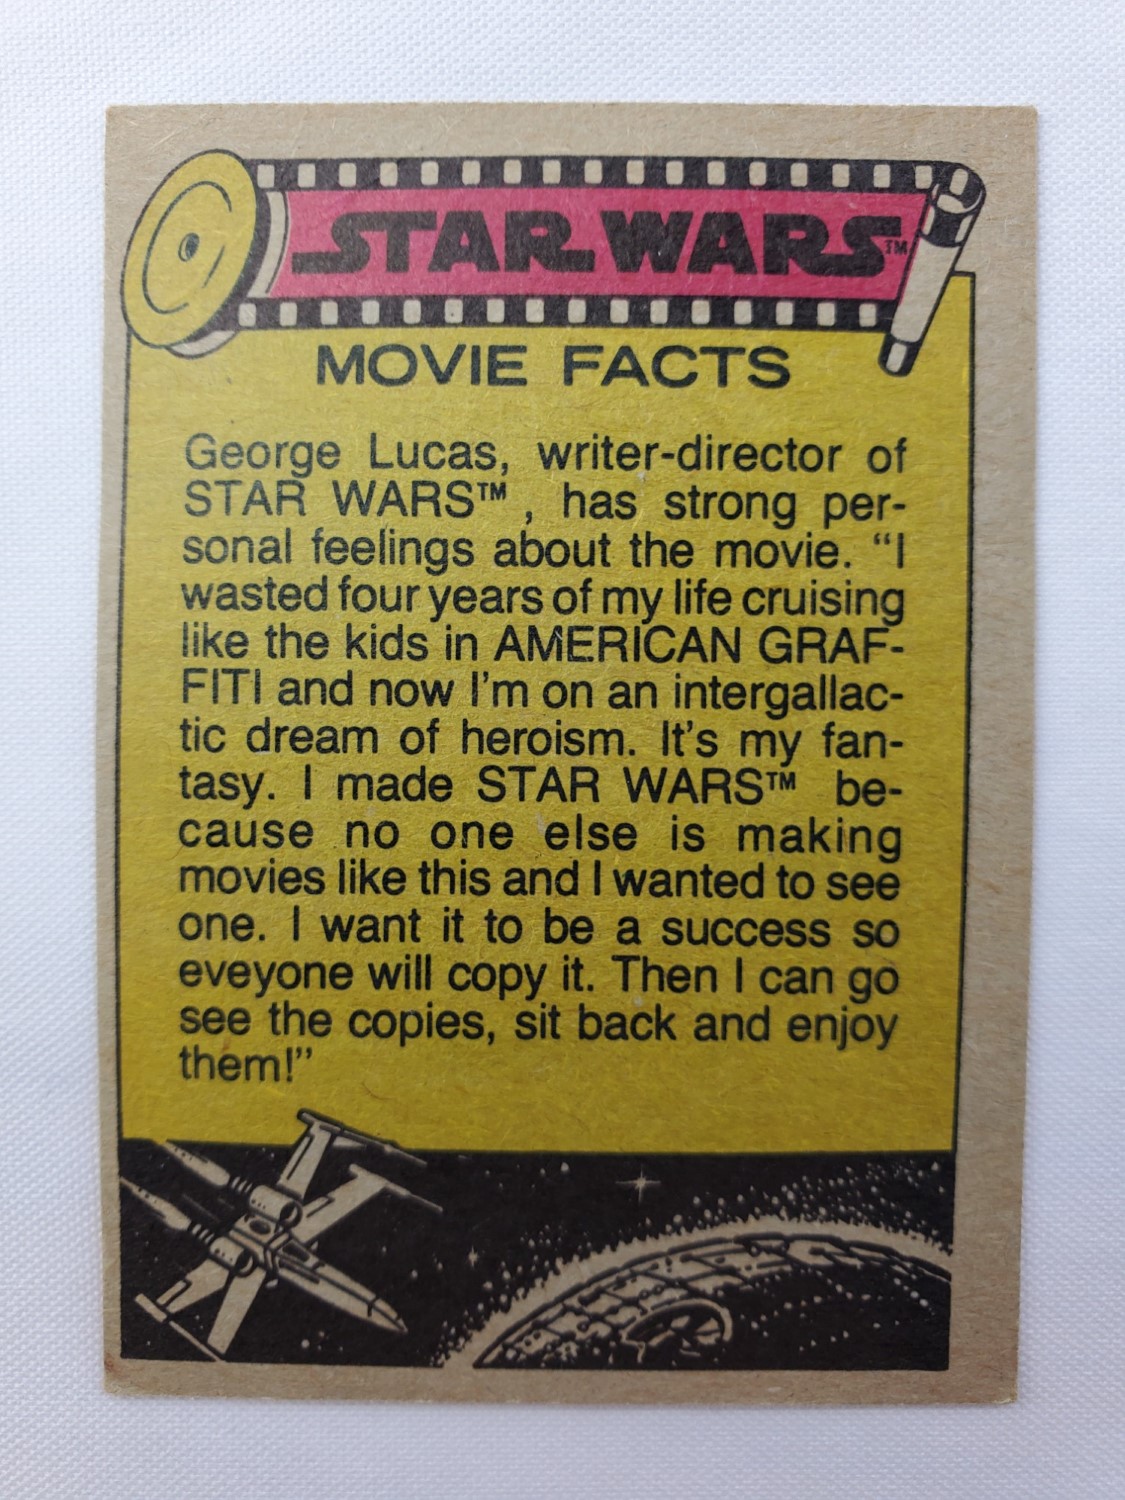 STAR WARS™
MOVIE FACTS
George Lucas, writer-director of
STAR WARS™ , has strong per-
sonal feelings about the movie. “I
wasted four years of my life cruising
like the kids in AMERICAN GRAF-
FITI and now I’m on an intergallac-
tic dream of heroism. It’s my fan-
tasy. I made STAR WARS™ be-
cause no one else is making
movies like this and I wanted to see
one. I want it to be a success so
eveyone will copy it. Then I can go
see the copies, sit back and enjoy
them!”